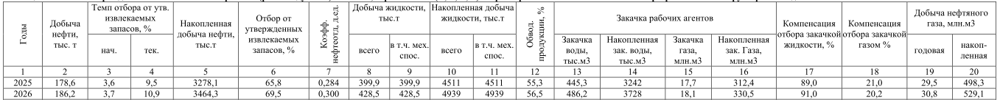 Годы | Добыча нефти, тыс. т | Темп отбора от утв. извлекаемых запасов, % | Накопленная добыча нефти, тыс.т | Отбор от утвержденных извлекаемых запасов, % | Коэфф. нефтеотд, д.ед. | Добыча жидкости, тыс.т | Накопленная добыча жидкости, тыс.т | Обвод. продукции, % | Закачка рабочих агентов | Компенсация отбора закачкой жидкости, % | Компенсация отбора закачкой газом % | Добыча нефтяного газа, млн.м3
нач. | тек. | всего | в т.ч. мех. спос. | всего | в т.ч. мех. спос. | Закачка воды, тыс.м3 | Накопленная зак. воды, тыс.м3 | Закачка газа, млн.м3 | Накопленная зак. Газа, млн.м3 | годовая | накоп-ленная
1 | 2 | 3 | 4 | 5 | 6 | 7 | 8 | 9 | 10 | 11 | 12 | 13 | 14 | 15 | 16 | 17 | 18 | 19 | 20
2025 | 178,6 | 3,6 | 9,5 | 3278,1 | 65,8 | 0,284 | 399,9 | 399,9 | 4511 | 4511 | 55,3 | 445,3 | 3242 | 17,7 | 312,4 | 89,0 | 21,0 | 29,5 | 498,3
2026 | 186,2 | 3,7 | 10,9 | 3464,3 | 69,5 | 0,300 | 428,5 | 428,5 | 4939 | 4939 | 56,5 | 486,2 | 3728 | 18,1 | 330,5 | 91,0 | 20,2 | 30,8 | 529,1